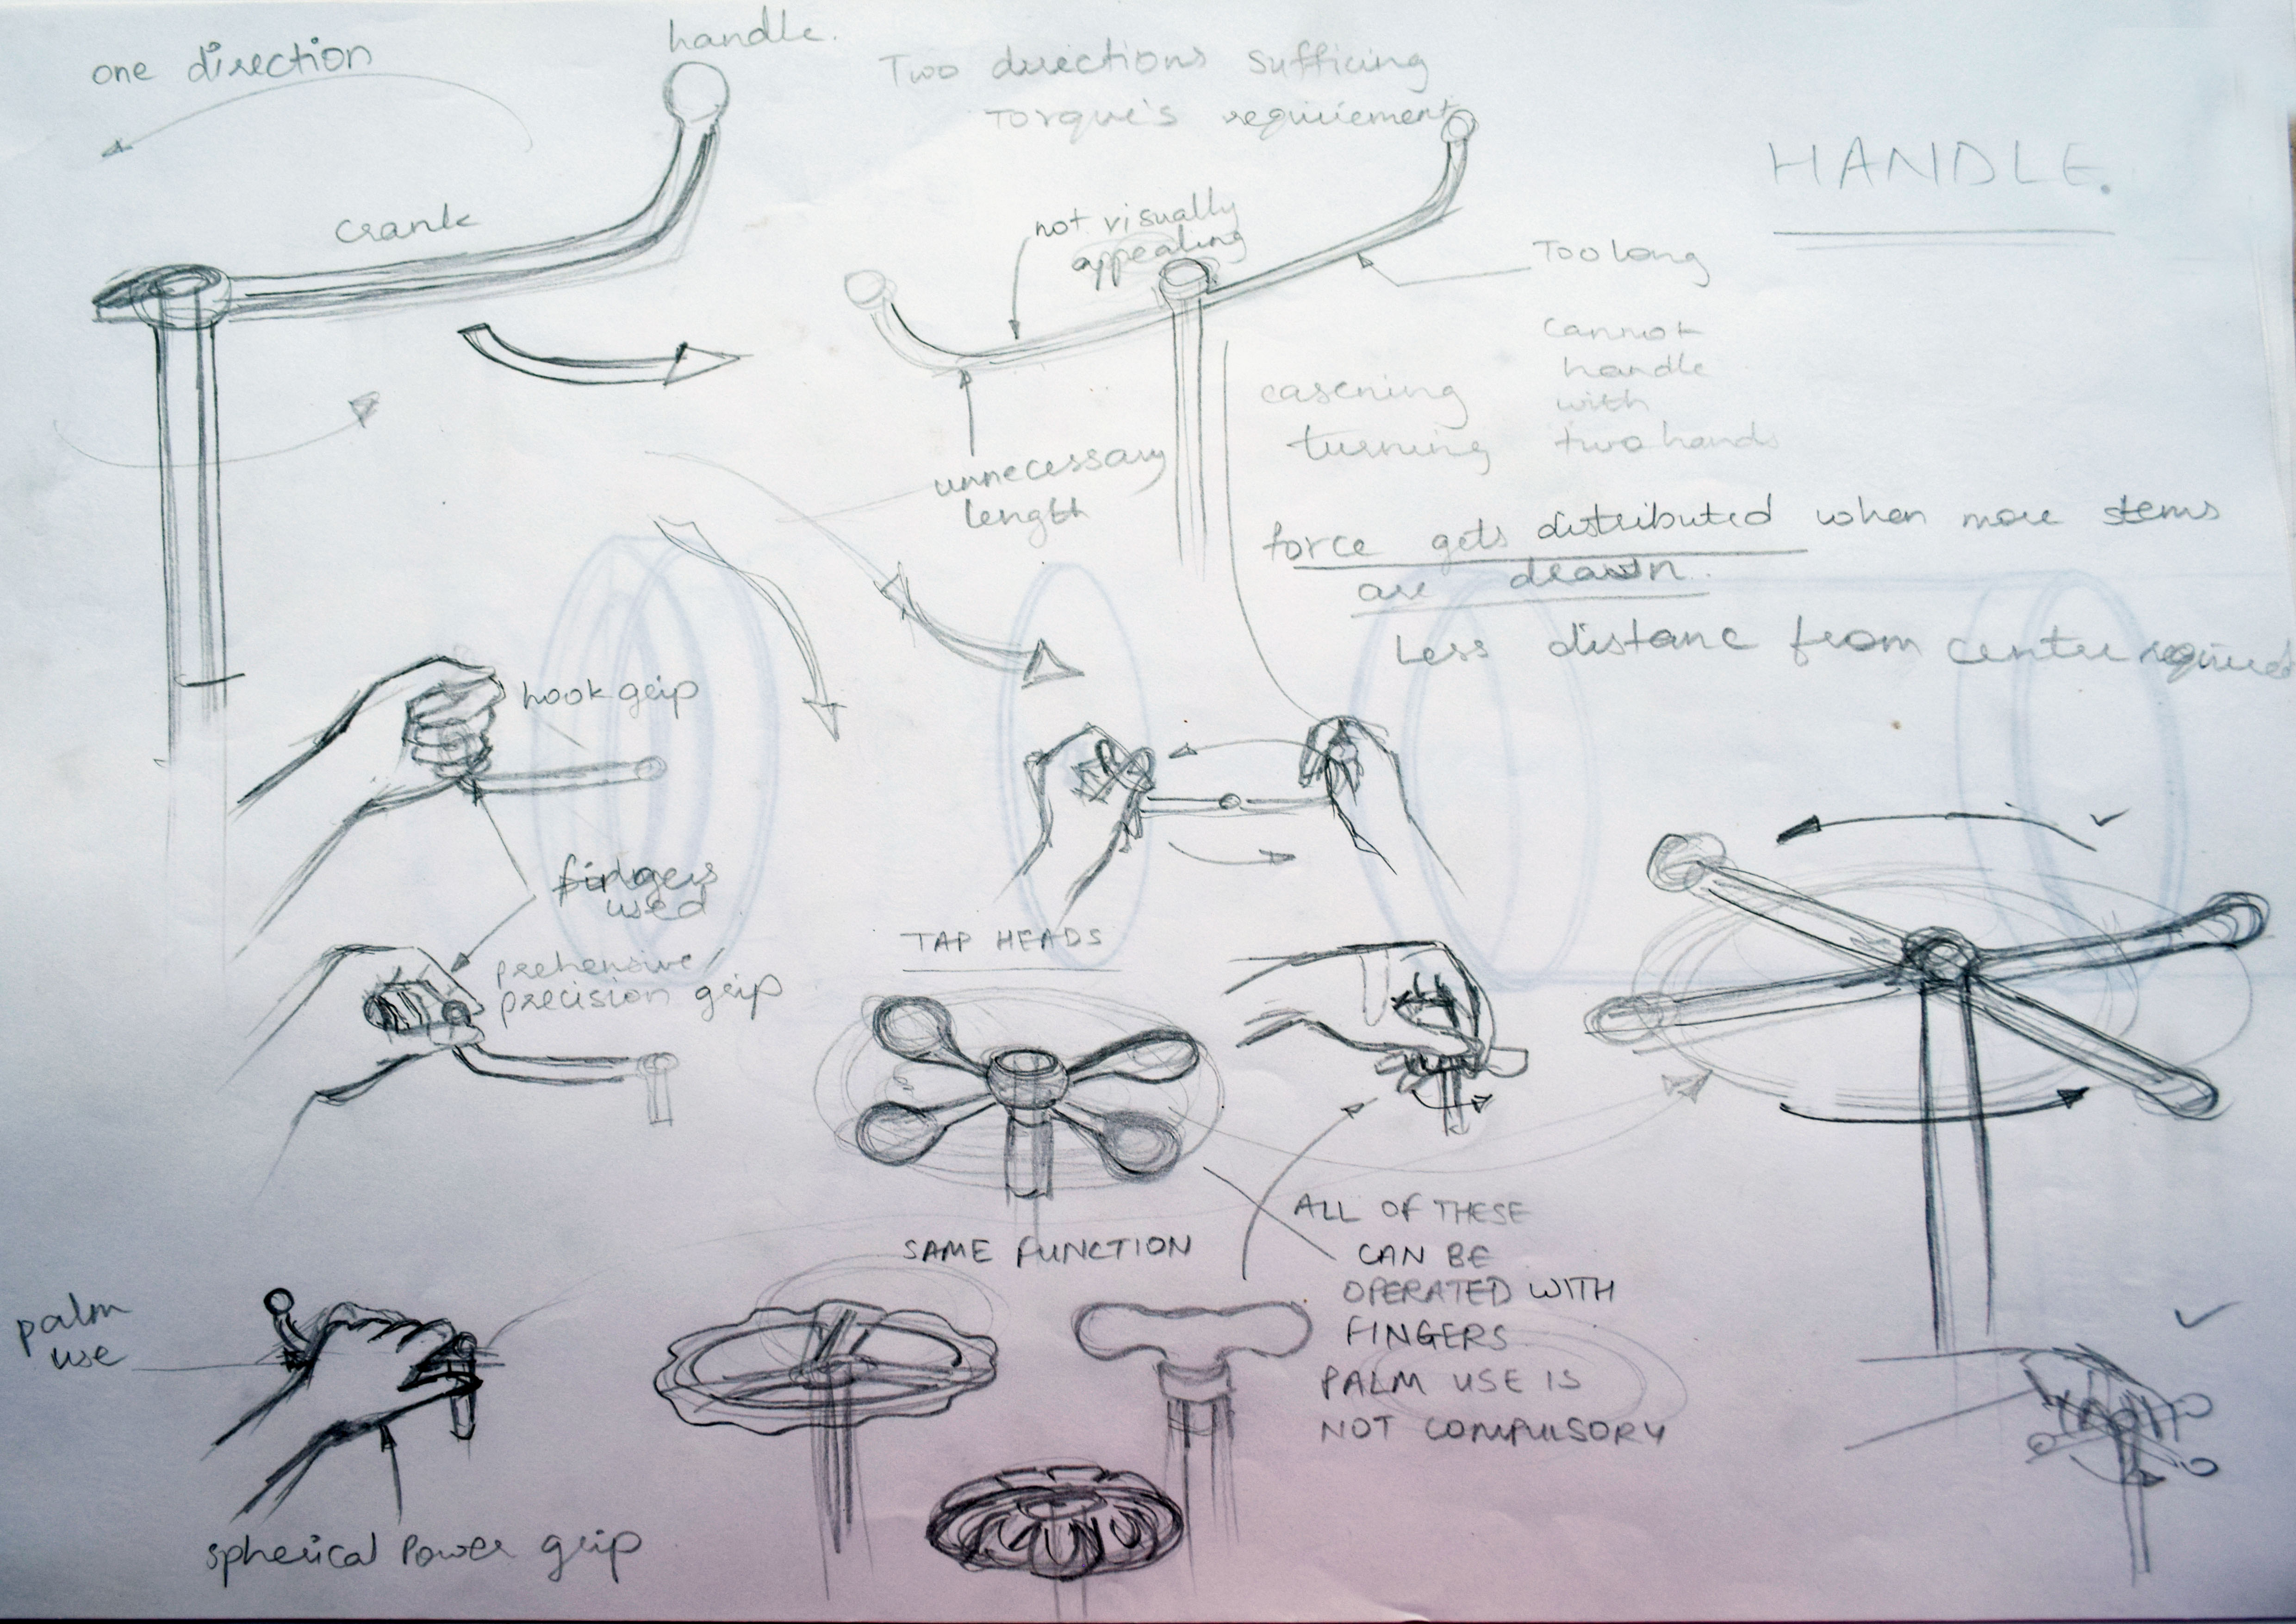 one direction
handle.
Two directions sufficing
Torque's requirement
HANDLE.
crank
not visually
appealing
Too long
cannot
handle
with
two hands
casening
turning
unnecessary
length
force gets distributed when more stems
are drawn.
Less distance from centre required
hook grip
fingers
used
prehensive/
precision grip
TAP HEADS
SAME FUNCTION
ALL OF THESE
CAN BE
OPERATED WITH
FINGERS
PALM USE IS
NOT COMPULSORY
palm
use
spherical Power grip